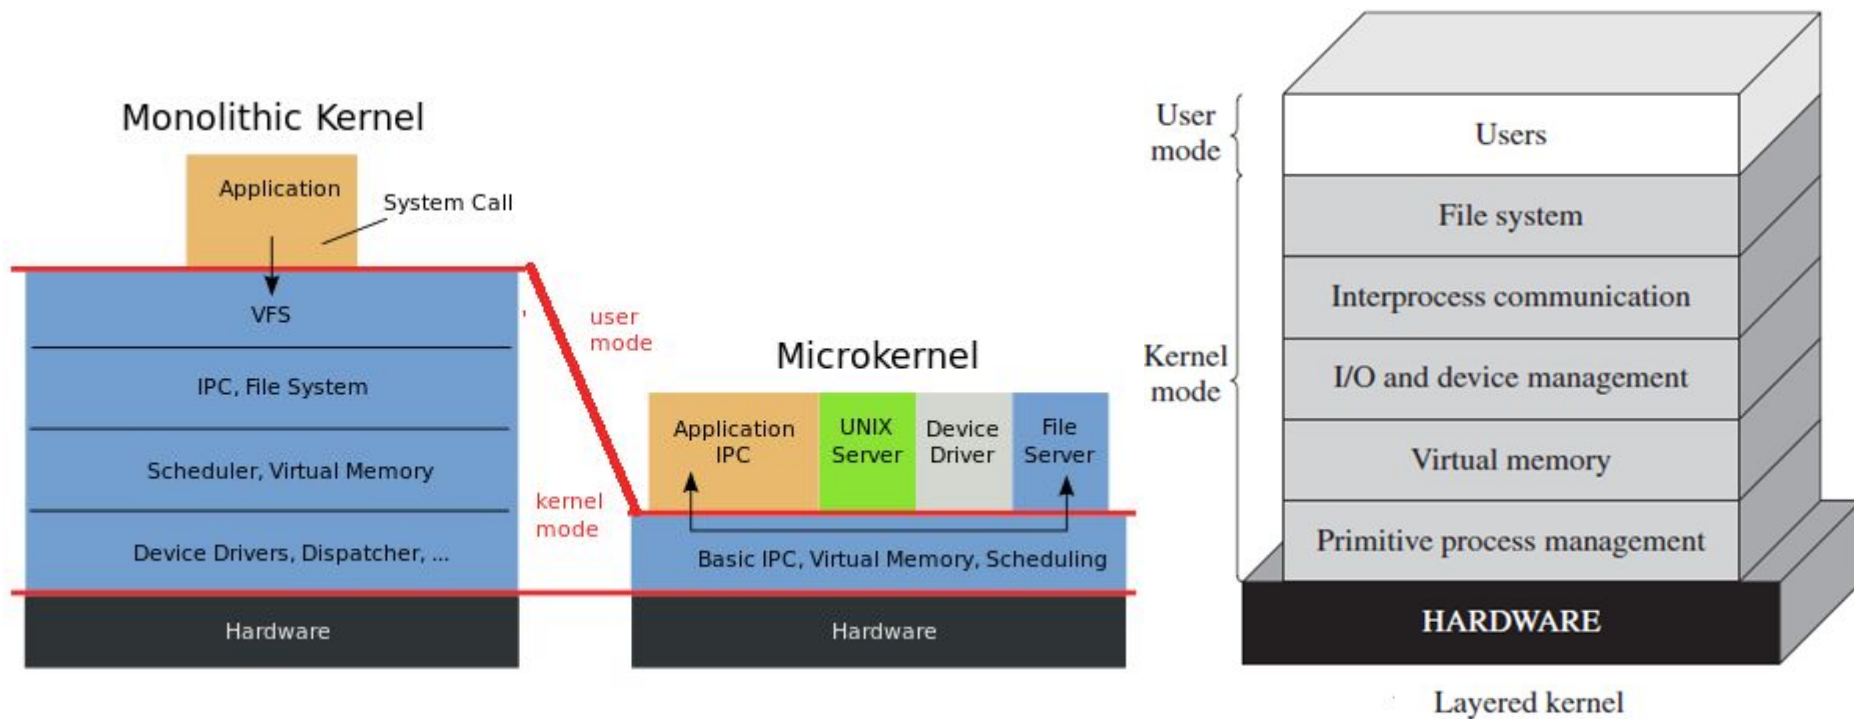 Monolithic Kernel
Application
System Call
VFS
IPC, File System
Scheduler, Virtual Memory
Device Drivers, Dispatcher, ...
Hardware
user
mode
kernel
mode
Microkernel
Application
IPC
UNIX
Server
Device
Driver
File
Server
Basic IPC, Virtual Memory, Scheduling
Hardware
User
mode
Kernel
mode
Users
File system
Interprocess communication
I/O and device management
Virtual memory
Primitive process management
HARDWARE
Layered kernel